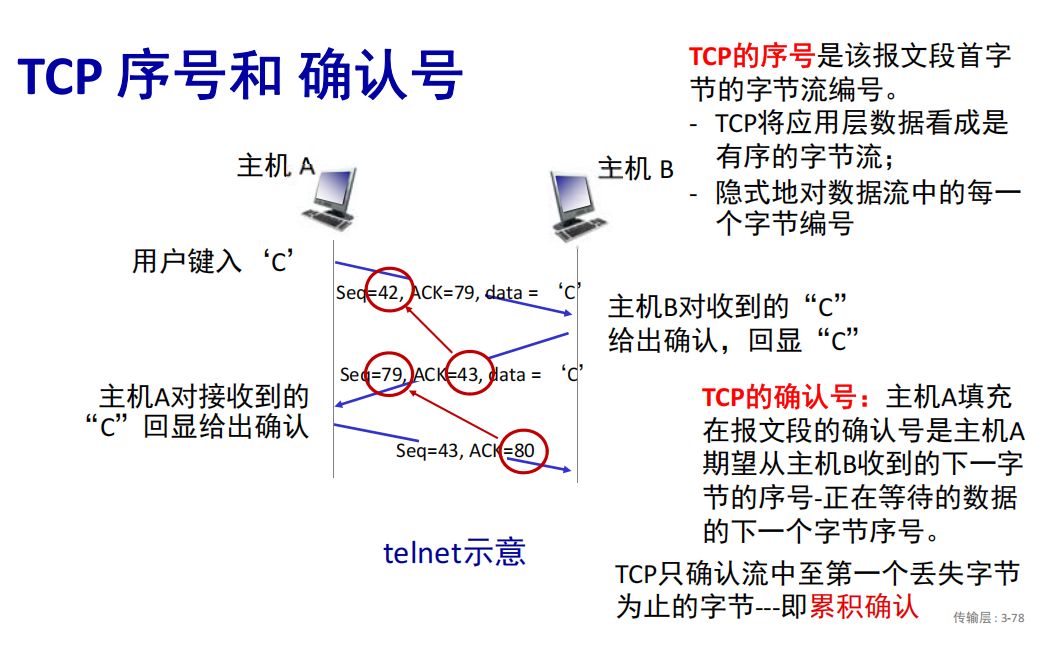 TCP 序号和 确认号
TCP的序号是该报文段首字
节的字节流编号。
- TCP将应用层数据看成是
有序的字节流；
- 隐式地对数据流中的每一
个字节编号
主机 A
主机 B
用户键入 ‘C’
Seq=42, ACK=79, data = ‘C’
主机B对收到的“C”
给出确认，回显“C”
Seq=79, ACK=43, data = ‘C’
主机A对接收到的
“C”回显给出确认
Seq=43, ACK=80
telnet示意
TCP的确认号：主机A填充
在报文段的确认号是主机A
期望从主机B收到的下一字
节的序号-正在等待的数据
的下一个字节序号。
TCP只确认流中至第一个丢失字节
为止的字节---即累积确认
传输层 : 3-78